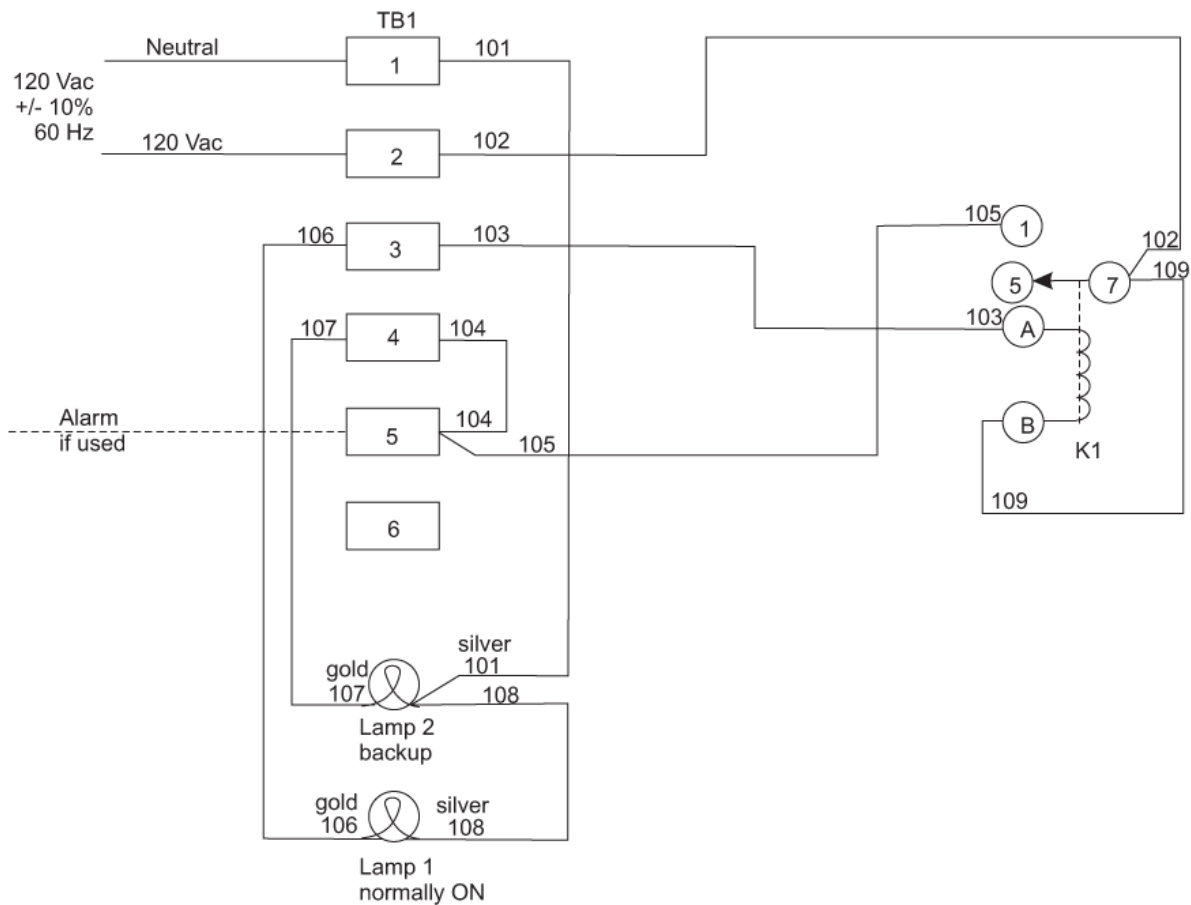 TB1
Neutral
1
101
120 Vac
+/- 10%
60 Hz
120 Vac
2
102
106
3
103
105
1
102
5
7
109
107
4
104
103
A
Alarm
if used
5
104
105
B
K1
6
109
silver
gold
101
107
108
Lamp 2
backup
gold
silver
106
108
Lamp 1
normally ON